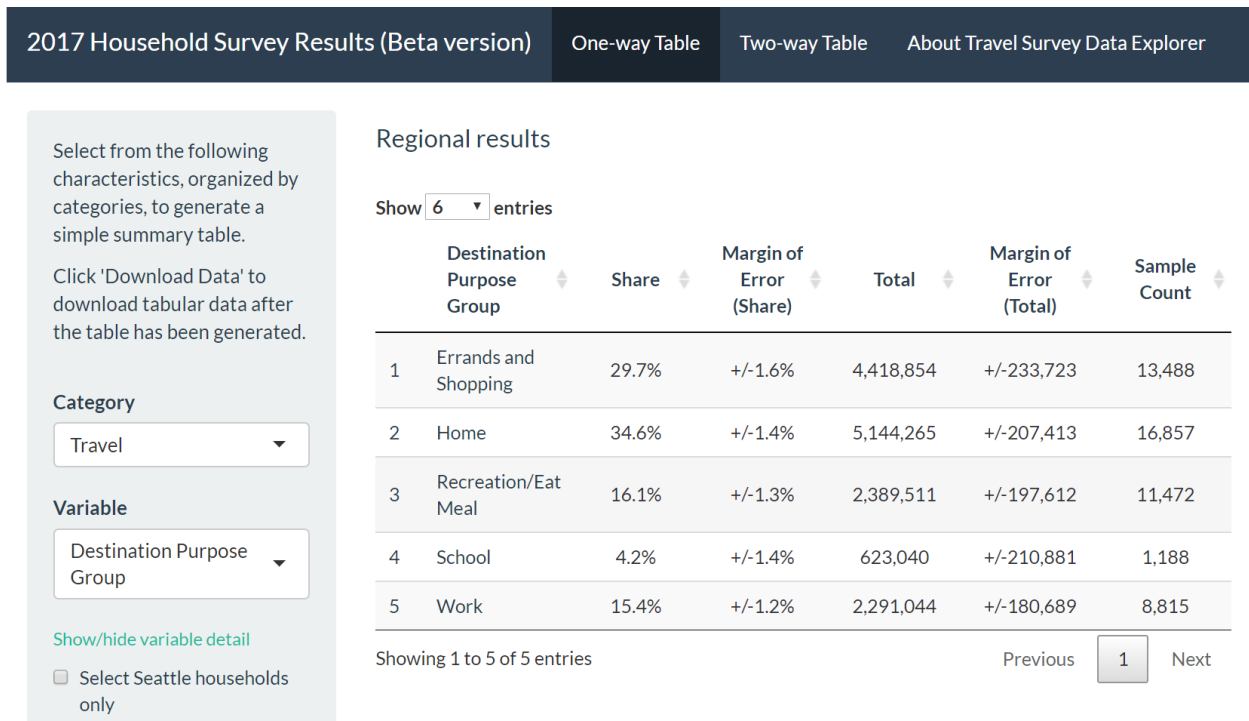 2017 Household Survey Results (Beta version) One-way Table Two-way Table About Travel Survey Data Explorer
Select from the following
characteristics, organized by
categories, to generate a
simple summary table.
Click 'Download Data' to
download tabular data after
the table has been generated.
Category
Travel
Variable
Destination Purpose
Group
Show/hide variable detail
Select Seattle households
only
Regional results
Show 6 entries
Destination
Purpose
Group
Share
Margin of
Error
(Share)
Total
Margin of
Error
(Total)
Sample
Count
1 Errands and
Shopping 29.7% +/-1.6% 4,418,854 +/-233,723 13,488
2 Home 34.6% +/-1.4% 5,144,265 +/-207,413 16,857
3 Recreation/Eat
Meal 16.1% +/-1.3% 2,389,511 +/-197,612 11,472
4 School 4.2% +/-1.4% 623,040 +/-210,881 1,188
5 Work 15.4% +/-1.2% 2,291,044 +/-180,689 8,815
Showing 1 to 5 of 5 entries Previous 1 Next